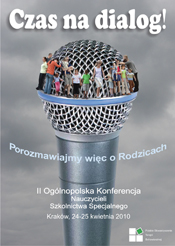 Czas na dialog!
Porozmawiajmy więc o Rodzicach
II Ogólnopolska Konferencja
Nauczycieli
Szkolnictwa Specjalnego
Kraków, 24-25 kwietnia 2010